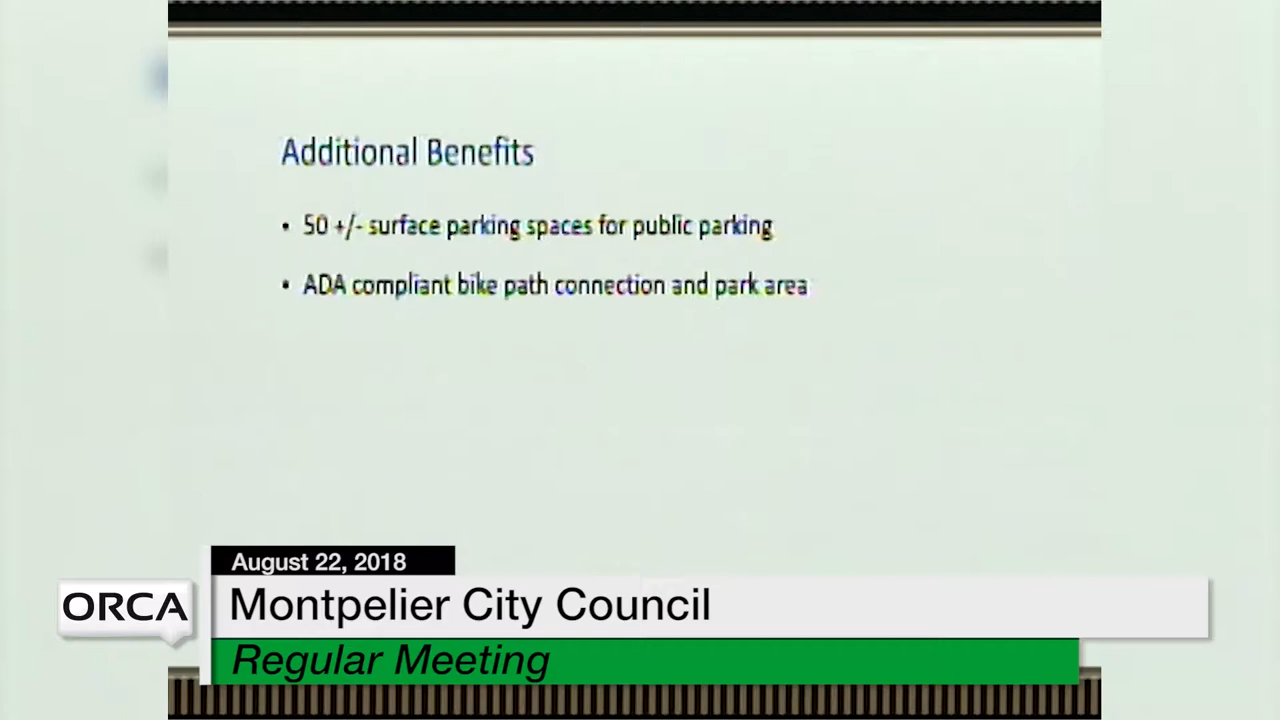 Additional Benefits
• 50 +/- surface parking spaces for public parking
• ADA compliant bike path connection and park area
August 22, 2018
ORCA
Montpelier City Council
Regular Meeting